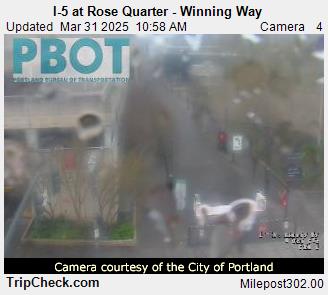 I-5 at Rose Quarter - Winning Way
Updated Mar 31 2025 10:58 AM Camera 4
PBOT
PORTLAND BUREAU OF TRANSPORTATION
3
Camera courtesy of the City of Portland
TripCheck.com Milepost302.00